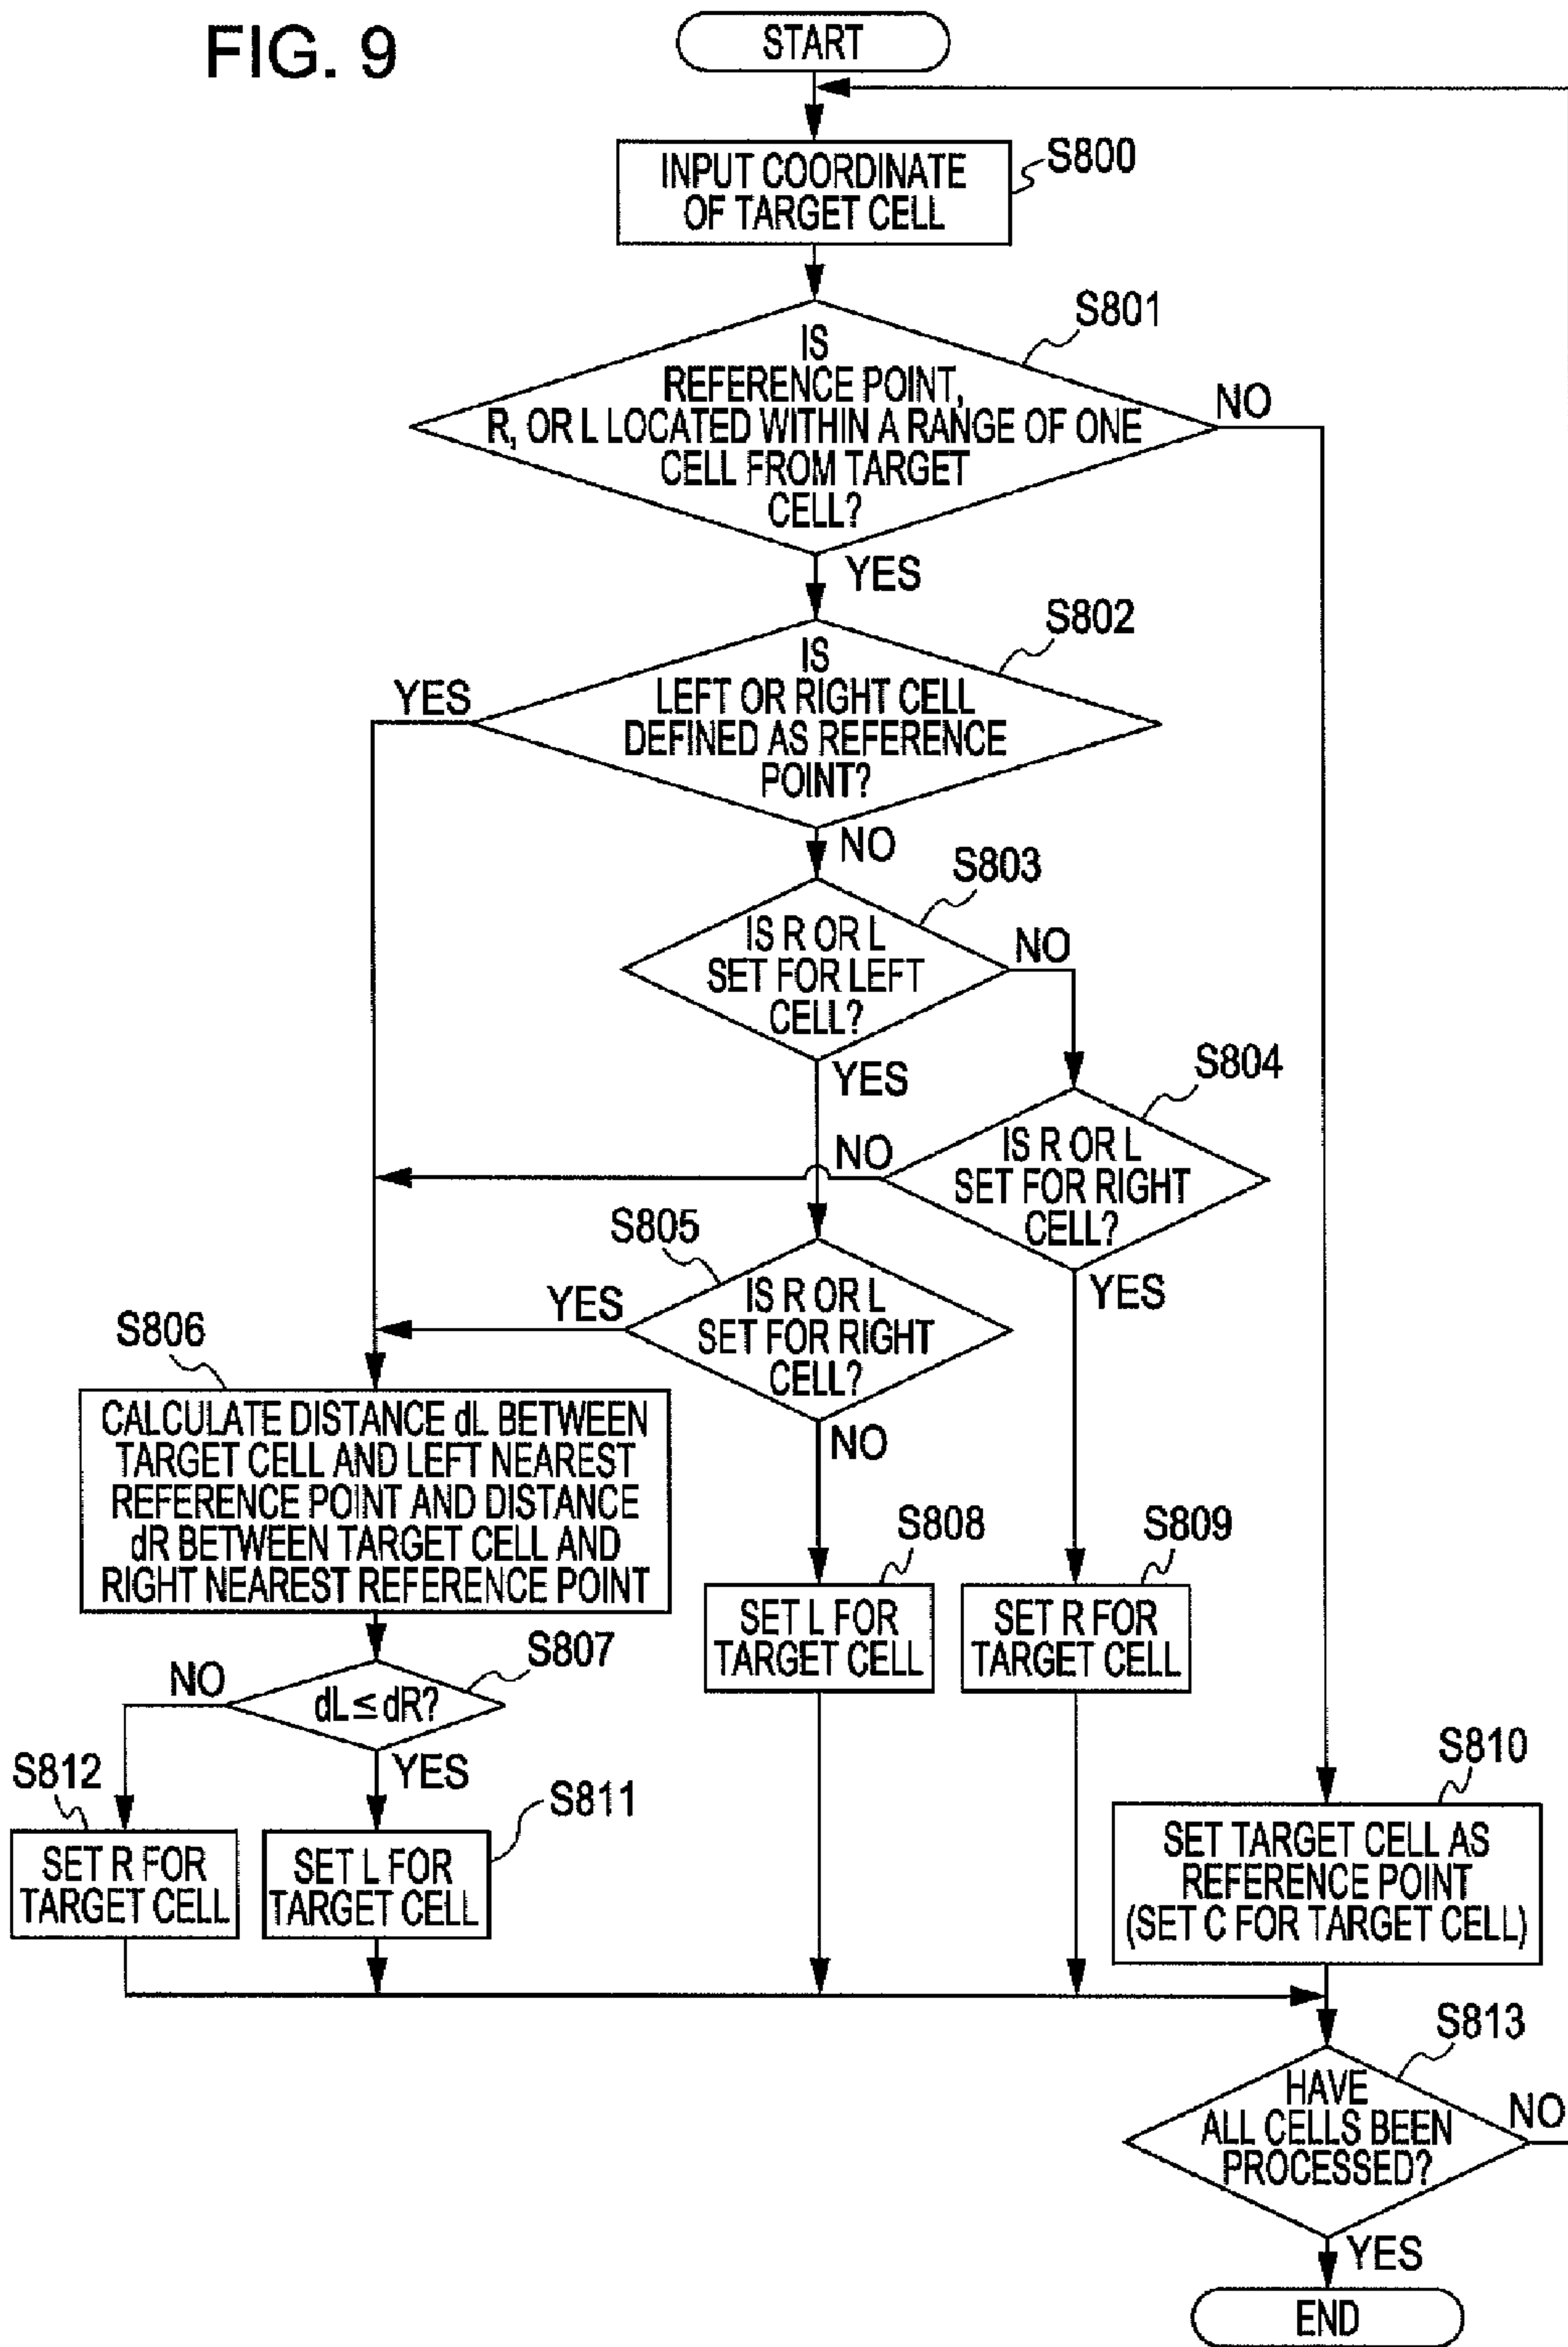 FIG. 9
START
INPUT COORDINATE
OF TARGET CELL
S800
IS
REFERENCE POINT,
R, OR L LOCATED WITHIN A RANGE OF ONE
CELL FROM TARGET
CELL?
S801
NO
YES
IS
LEFT OR RIGHT CELL
DEFINED AS REFERENCE
POINT?
S802
YES
NO
IS R OR L
SET FOR LEFT
CELL?
S803
NO
YES
IS R OR L
SET FOR RIGHT
CELL?
S804
NO
YES
IS R OR L
SET FOR RIGHT
CELL?
S805
YES
NO
S806
CALCULATE DISTANCE dL BETWEEN
TARGET CELL AND LEFT NEAREST
REFERENCE POINT AND DISTANCE
dR BETWEEN TARGET CELL AND
RIGHT NEAREST REFERENCE POINT
S807
dL ≤ dR?
NO
YES
S808
SET L FOR
TARGET CELL
S809
SET R FOR
TARGET CELL
S810
SET TARGET CELL AS
REFERENCE POINT
(SET C FOR TARGET CELL)
S812
SET R FOR
TARGET CELL
S811
SET L FOR
TARGET CELL
S813
HAVE
ALL CELLS BEEN
PROCESSED?
NO
YES
END